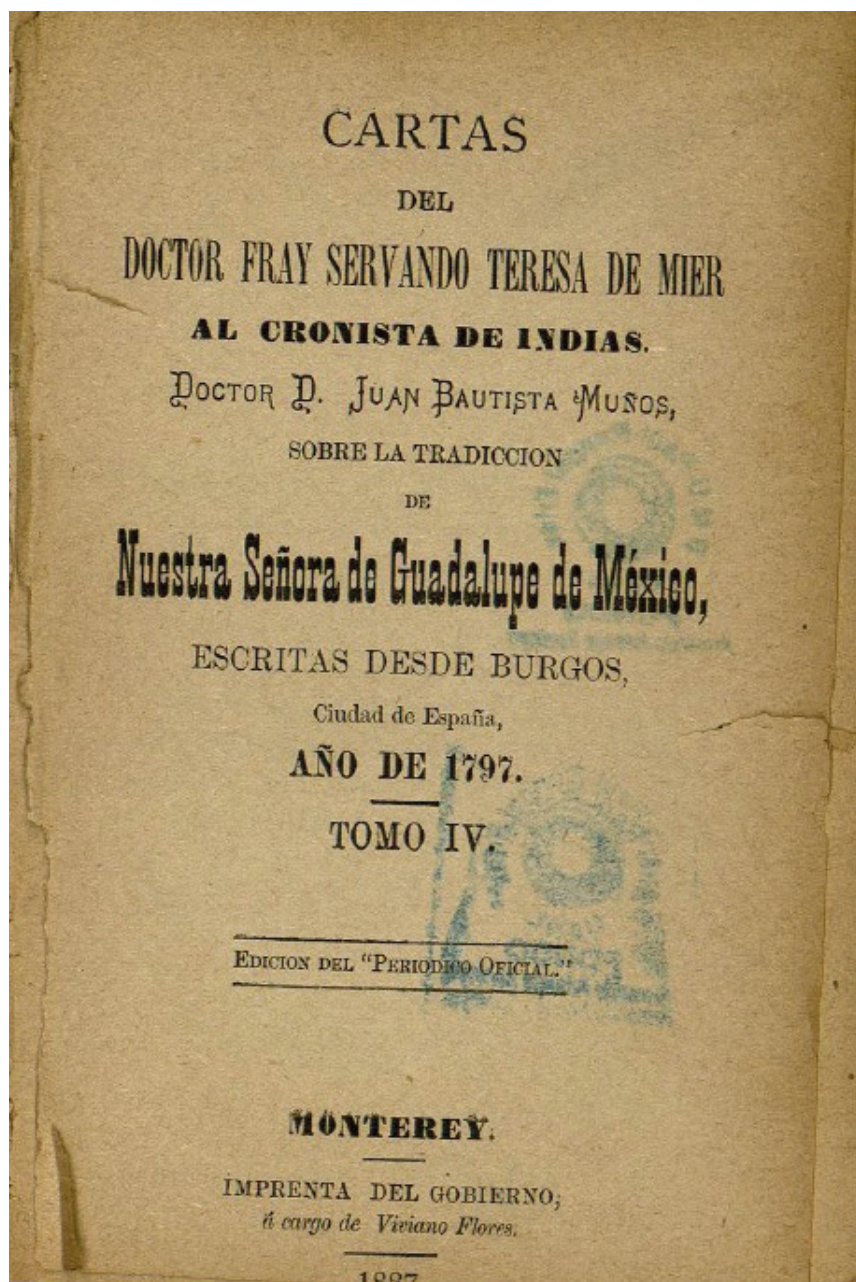 CARTAS
DEL
DOCTOR FRAY SERVANDO TERESA DE MIER
AL CRONISTA DE INDIAS.
DOCTOR D. JUAN BAUTISTA MUÑOS,
SOBRE LA TRADICCION
DE
Nuestra Señora de Guadalupe de México,
ESCRITAS DESDE BURGOS,
Ciudad de España,
AÑO DE 1797.
TOMO IV.
EDICION DEL "PERIODICO OFICIAL."
MONTEREY.
IMPRENTA DEL GOBIERNO,
á cargo de Viviano Flores.